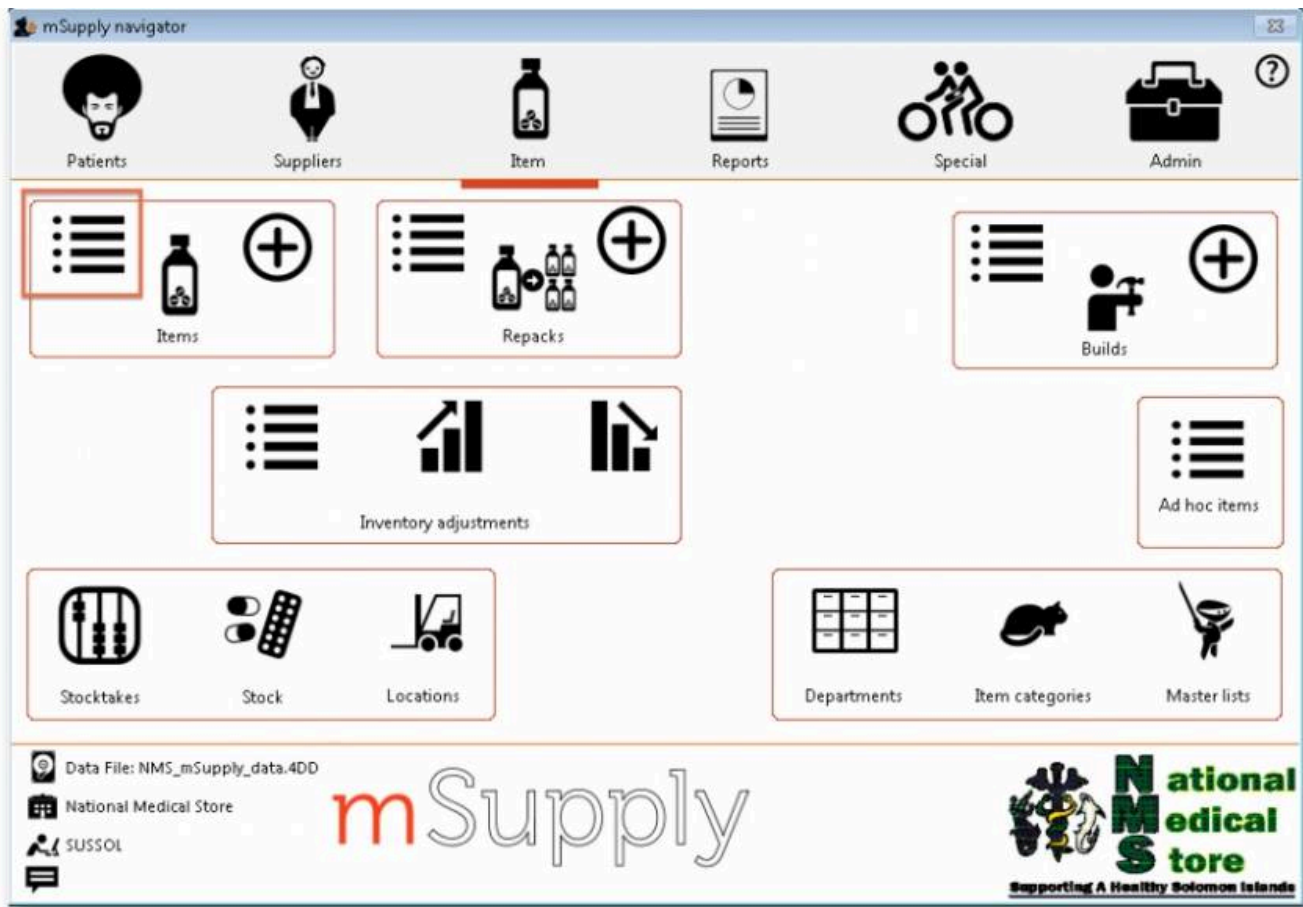 mSupply navigator
Patients
Suppliers
Item
Reports
Special
Admin
?
Items
Repacks
Builds
Inventory adjustments
Ad hoc items
Stocktakes
Stock
Locations
Departments
Item categories
Master lists
Data File: NMS_mSupply_data.4DD
National Medical Store
SUSSOL
mSupply
National
Medical
Store
Supporting A Healthy Solomon Islands